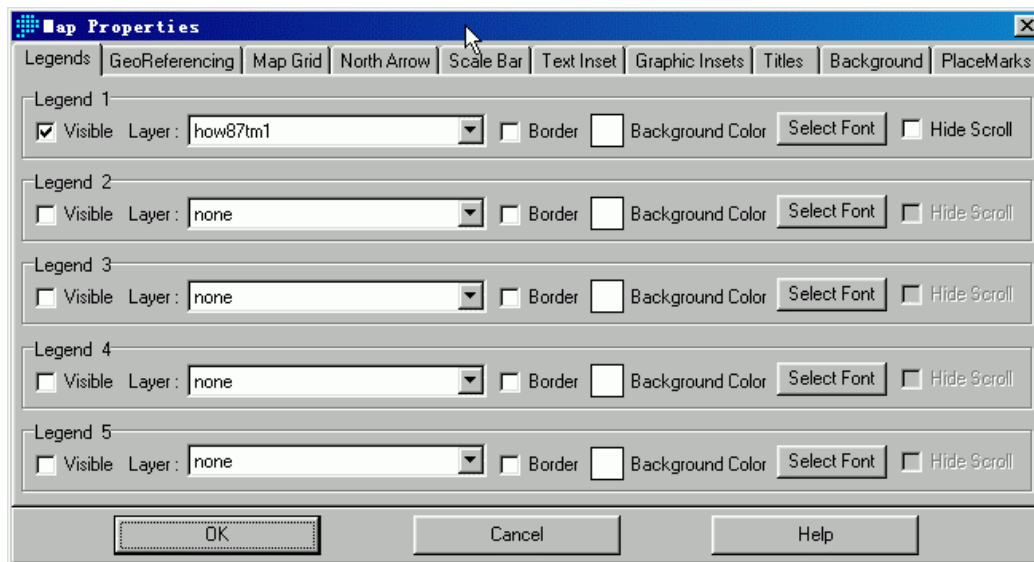 Map Properties
Legends GeoReferencing Map Grid North Arrow Scale Bar Text Inset Graphic Insets Titles Background PlaceMarks
Legend 1
Visible Layer : how87tm1 Border Background Color Select Font Hide Scroll
Legend 2
Visible Layer : none Border Background Color Select Font Hide Scroll
Legend 3
Visible Layer : none Border Background Color Select Font Hide Scroll
Legend 4
Visible Layer : none Border Background Color Select Font Hide Scroll
Legend 5
Visible Layer : none Border Background Color Select Font Hide Scroll
OK Cancel Help